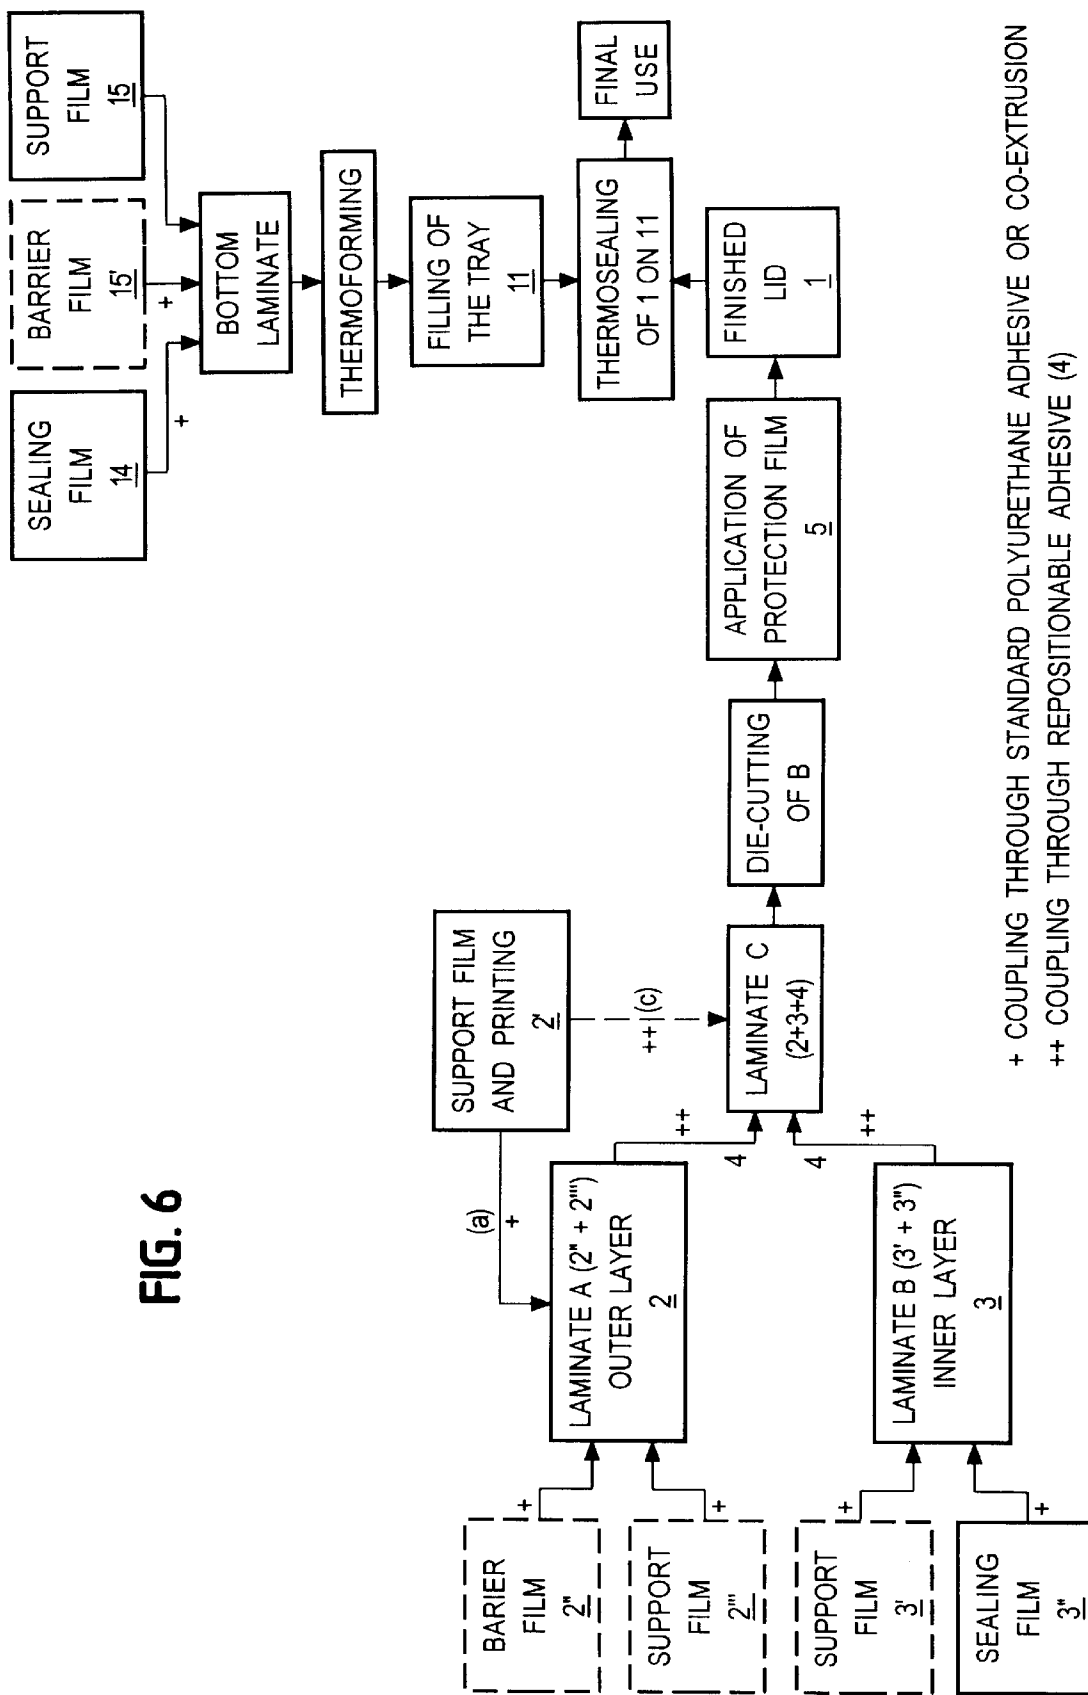 FIG. 6
BARIER
FILM
2"
SUPPORT
FILM
2'''
SUPPORT
FILM
3'
SEALING
FILM
3"
+
+
+
+
LAMINATE A (2" + 2''')
OUTER LAYER
2
LAMINATE B (3' + 3")
INNER LAYER
3
(a)
+
SUPPORT FILM
AND PRINTING
2'
++ (c)
4
++
4
++
LAMINATE C
(2+3+4)
DIE-CUTTING
OF B
APPLICATION OF
PROTECTION FILM
5
FINISHED
LID
1
SEALING
FILM
14
BARRIER
FILM
15'
SUPPORT
FILM
15
+
+
BOTTOM
LAMINATE
THERMOFORMING
FILLING OF
THE TRAY
11
THERMOSEALING
OF 1 ON 11
FINAL
USE
+ COUPLING THROUGH STANDARD POLYURETHANE ADHESIVE OR CO-EXTRUSION
++ COUPLING THROUGH REPOSITIONABLE ADHESIVE (4)